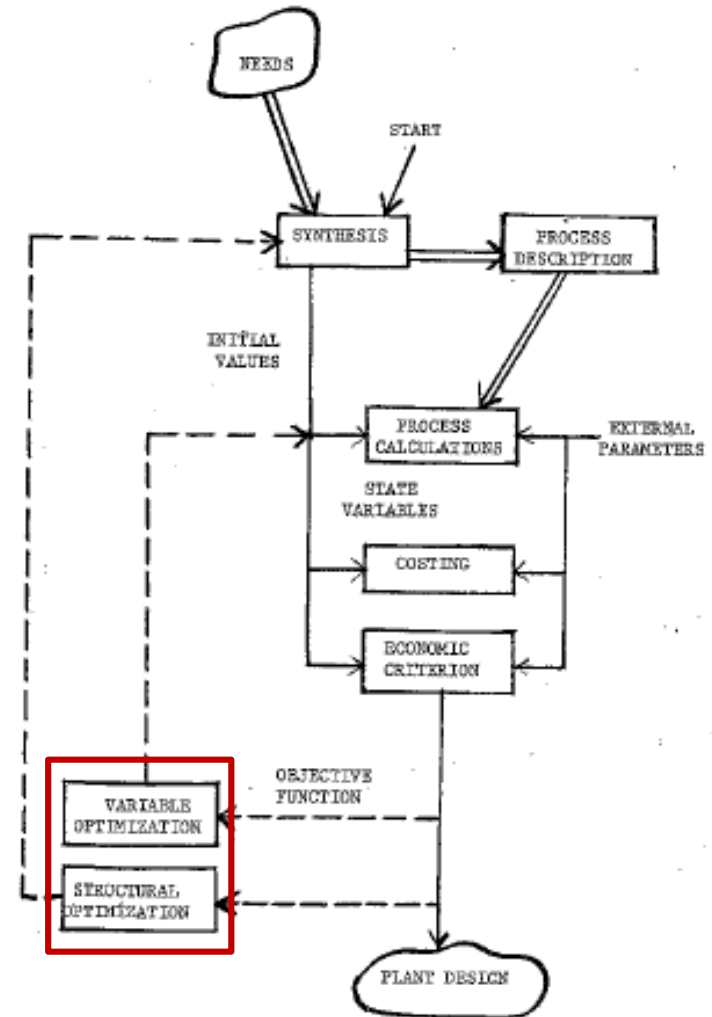 NEEDS
START
SYNTHESIS
PROCESS
DESCRIPTION
INITIAL
VALUES
PROCESS
CALCULATIONS
EXTERNAL
PARAMETERS
STATE
VARIABLES
COSTING
ECONOMIC
CRITERION
OBJECTIVE
FUNCTION
VARIABLE
OPTIMIZATION
STRUCTURAL
OPTIMIZATION
PLANT DESIGN